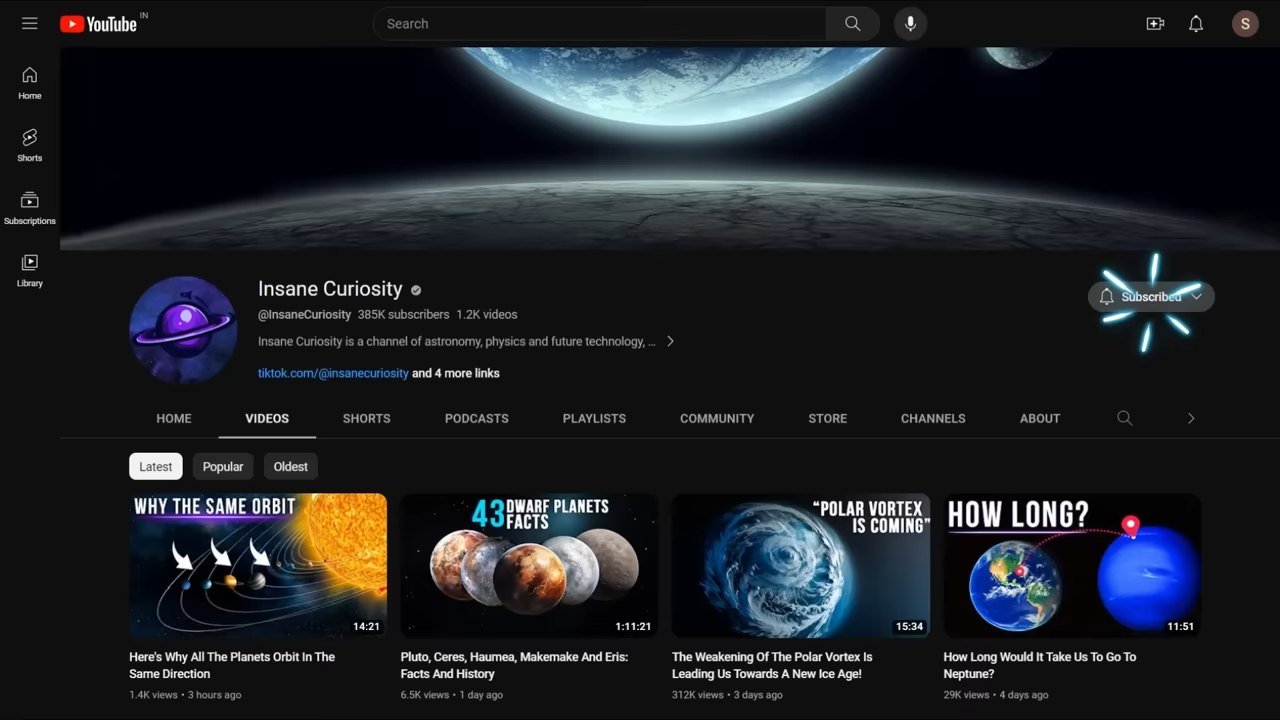 YouTube IN
Search
S
Home
Shorts
Subscriptions
Library
Insane Curiosity
@InsaneCuriosity 385K subscribers 1.2K videos
Insane Curiosity is a channel of astronomy, physics and future technology, ...
tiktok.com/@insanecuriosity and 4 more links
Subscribed
HOME VIDEOS SHORTS PODCASTS PLAYLISTS COMMUNITY STORE CHANNELS ABOUT
Latest Popular Oldest
WHY THE SAME ORBIT
14:21
Here's Why All The Planets Orbit In The
Same Direction
1.4K views • 3 hours ago
43 DWARF PLANETS
FACTS
1:11:21
Pluto, Ceres, Haumea, Makemake And Eris:
Facts And History
6.5K views • 1 day ago
“POLAR VORTEX
IS COMING”
15:34
The Weakening Of The Polar Vortex Is
Leading Us Towards A New Ice Age!
312K views • 3 days ago
HOW LONG?
11:51
How Long Would It Take Us To Go To
Neptune?
29K views • 4 days ago